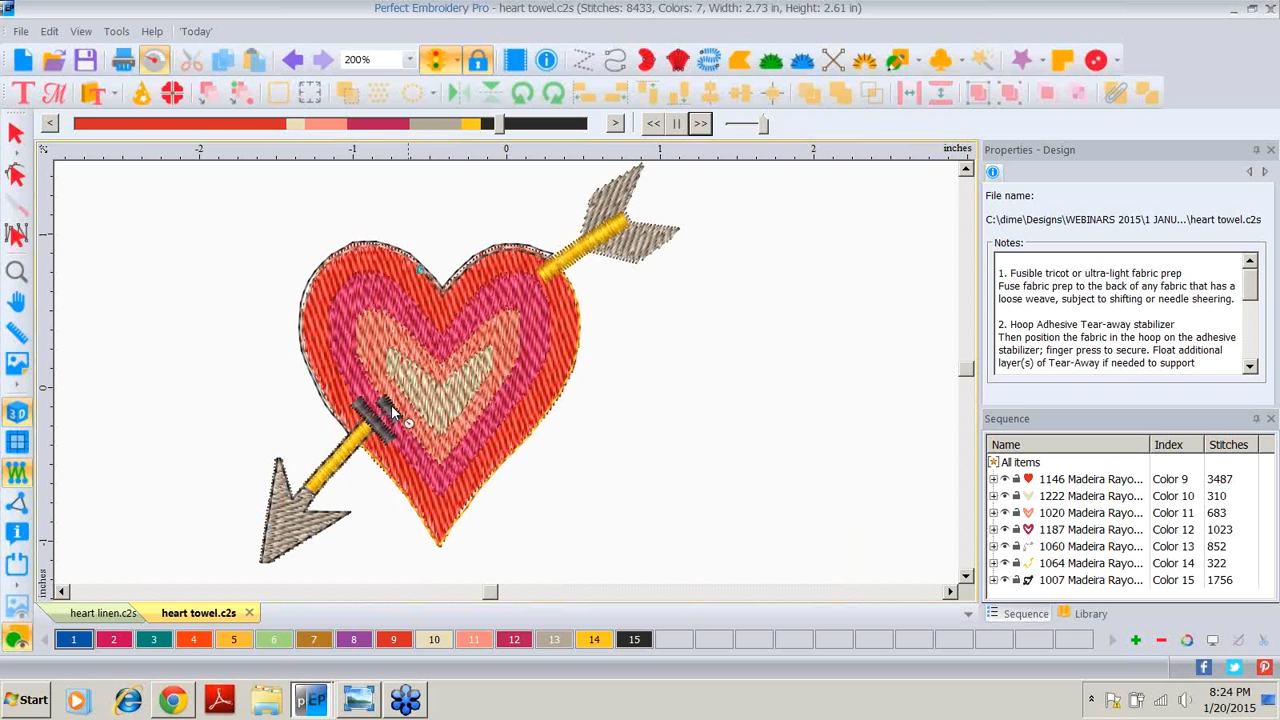 Perfect Embroidery Pro - heart towel.c2s (Stitches: 8433, Colors: 7, Width: 2.73 in, Height: 2.61 in)
File Edit View Tools Help 'Today'
200%
< > << || >>
-2 -1 0 1 2 inches
1
0
-1
inches
Properties - Design
File name:
C:\dime\Designs\WEBINARS 2015\1 JANU...\heart towel.c2s
Notes:
1. Fusible tricot or ultra-light fabric prep
Fuse fabric prep to the back of any fabric that has a
loose weave, subject to shifting or needle sheering.
2. Hoop Adhesive Tear-away stabilizer
Then position the fabric in the hoop on the adhesive
stabilizer; finger press to secure. Float additional
layer(s) of Tear-Away if needed to support
Sequence
Name Index Stitches
All items
1146 Madeira Rayo... Color 9 3487
1222 Madeira Rayo... Color 10 310
1020 Madeira Rayo... Color 11 683
1187 Madeira Rayo... Color 12 1023
1060 Madeira Rayo... Color 13 852
1064 Madeira Rayo... Color 14 322
1007 Madeira Rayo... Color 15 1756
heart linen.c2s heart towel.c2s
Sequence Library
1 2 3 4 5 6 7 8 9 10 11 12 13 14 15
Start
8:24 PM
1/20/2015